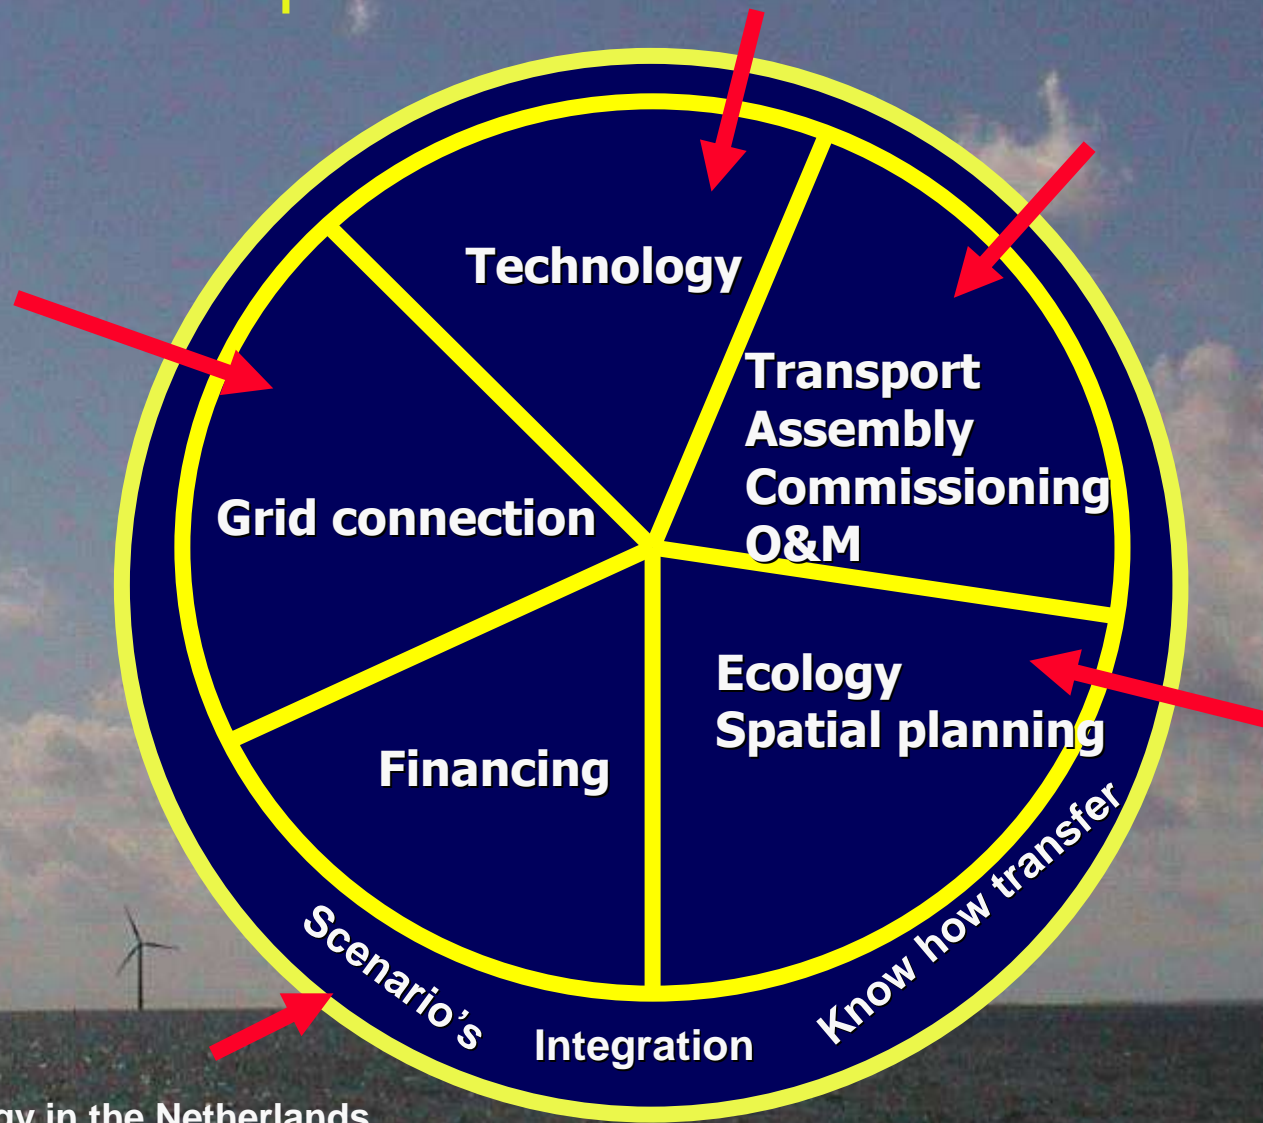 Technology
Transport
Assembly
Commissioning
O&M
Grid connection
Ecology
Spatial planning
Financing
Scenario's
Integration
Know how transfer
in the Netherlands